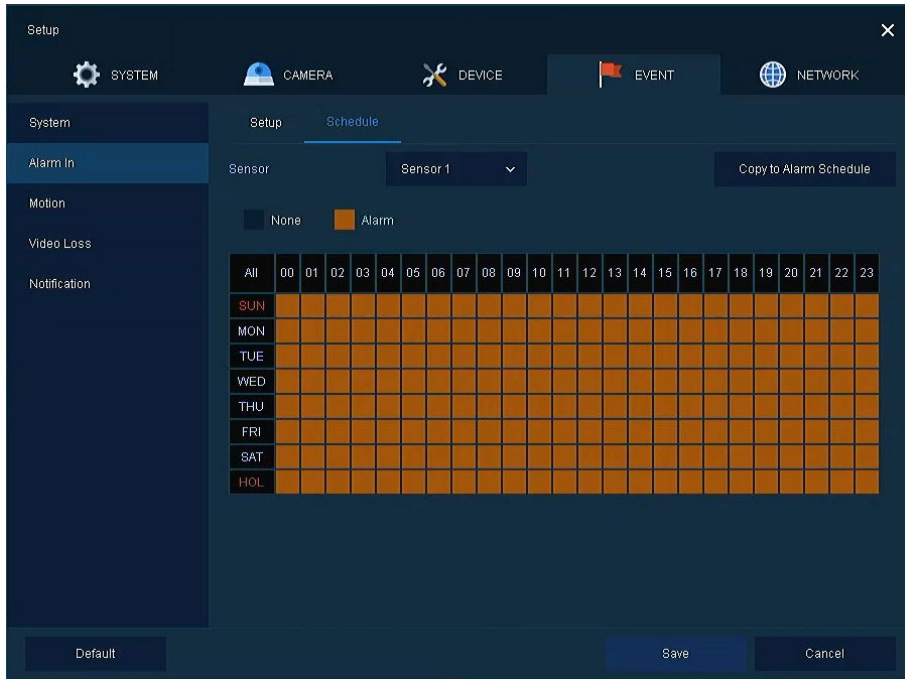 Setup
SYSTEM CAMERA DEVICE EVENT NETWORK
System
Alarm In
Motion
Video Loss
Notification
Setup Schedule
Sensor Sensor 1 Copy to Alarm Schedule
None Alarm
All 00 01 02 03 04 05 06 07 08 09 10 11 12 13 14 15 16 17 18 19 20 21 22 23
SUN
MON
TUE
WED
THU
FRI
SAT
HOL
Default Save Cancel